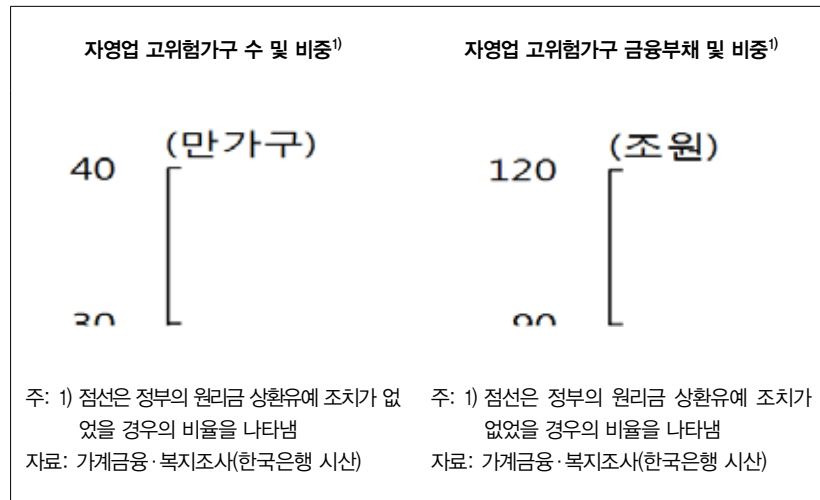 자영업 고위험가구 수 및 비중1)
(만가구)
40
30
주: 1) 점선은 정부의 원리금 상환유예 조치가 없
었을 경우의 비율을 나타냄
자료: 가계금융·복지조사(한국은행 시산)
자영업 고위험가구 금융부채 및 비중1)
(조원)
120
90
주: 1) 점선은 정부의 원리금 상환유예 조치가
없었을 경우의 비율을 나타냄
자료: 가계금융·복지조사(한국은행 시산)